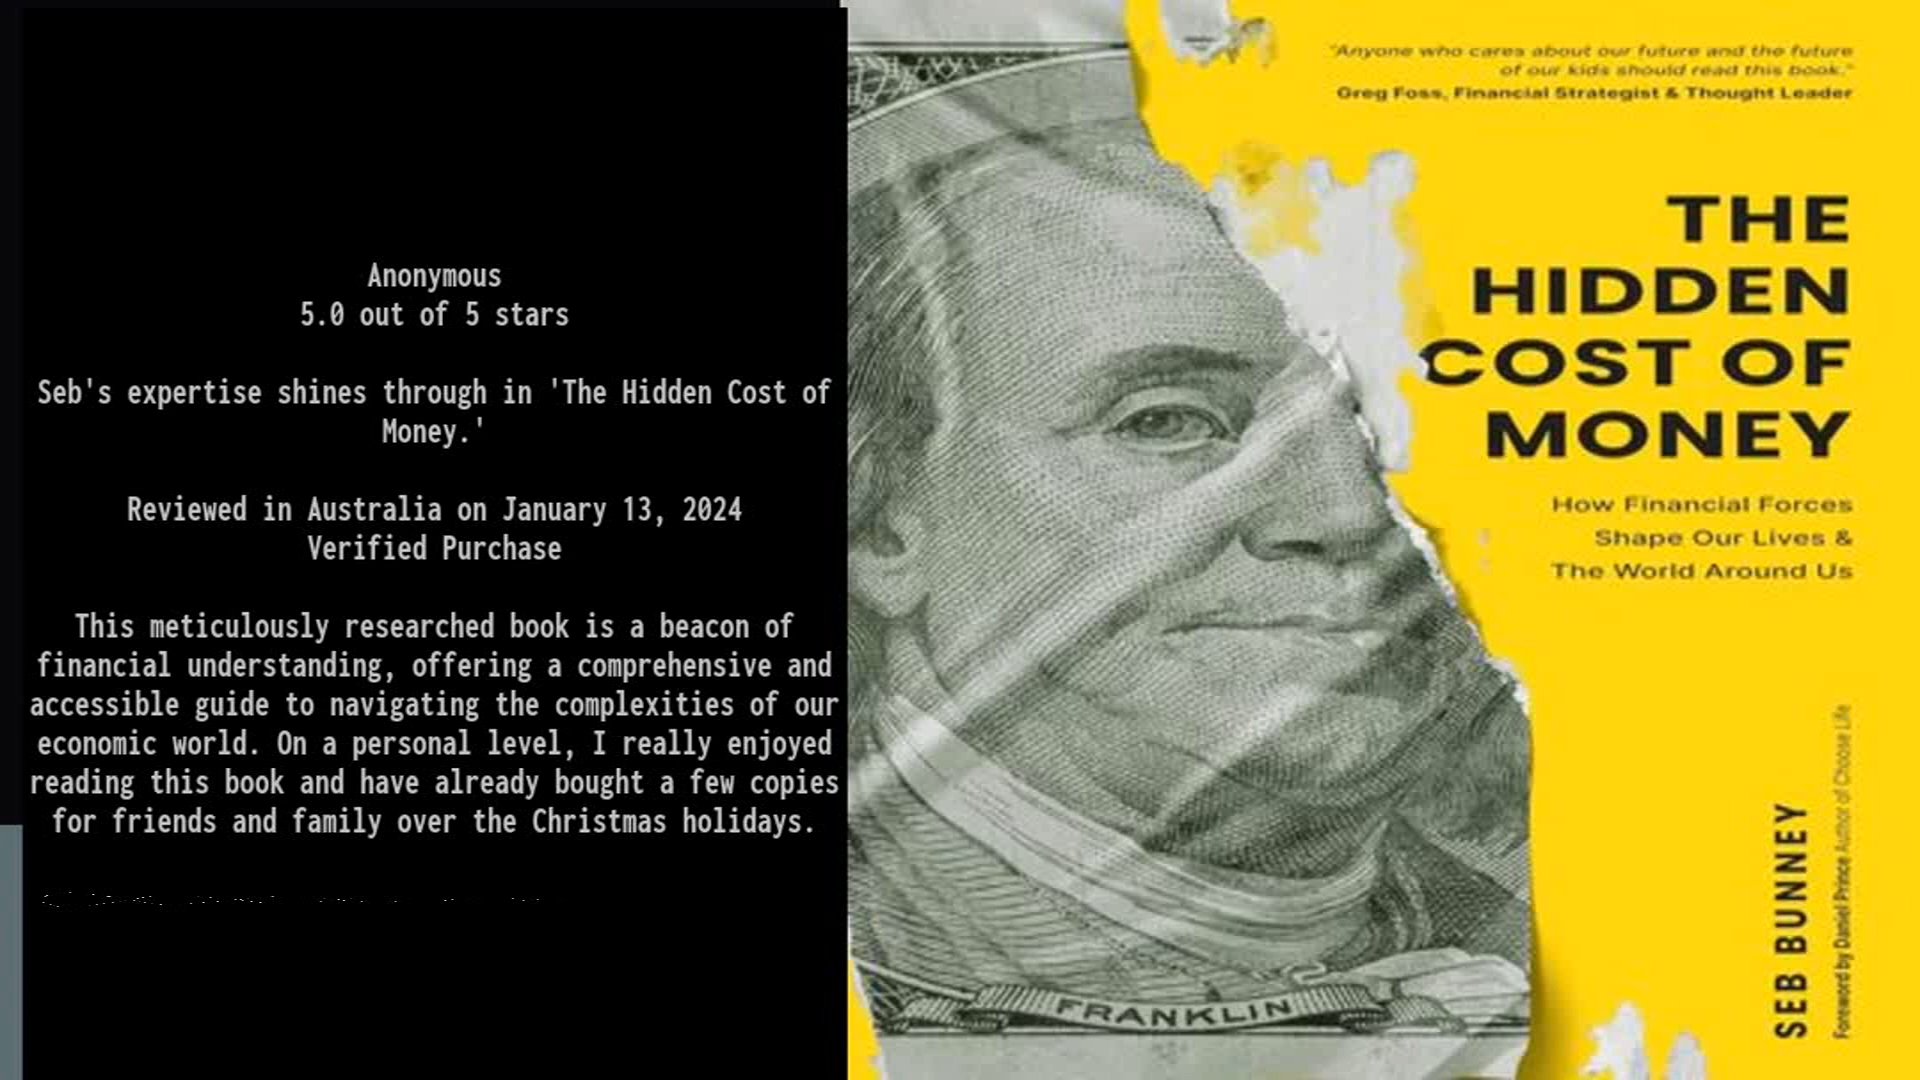 Anonymous
5.0 out of 5 stars
Seb's expertise shines through in 'The Hidden Cost of
Money.'
Reviewed in Australia on January 13, 2024
Verified Purchase
This meticulously researched book is a beacon of
financial understanding, offering a comprehensive and
accessible guide to navigating the complexities of our
economic world. On a personal level, I really enjoyed
reading this book and have already bought a few copies
for friends and family over the Christmas holidays.
"Anyone who cares about our future and the future
of our kids should read this book."
Greg Foss, Financial Strategist & Thought Leader
THE
HIDDEN
COST OF
MONEY
How Financial Forces
Shape Our Lives &
The World Around Us
SEB BUNNEY
Foreword by Daniel Prince Author of Choose Life
FRANKLIN